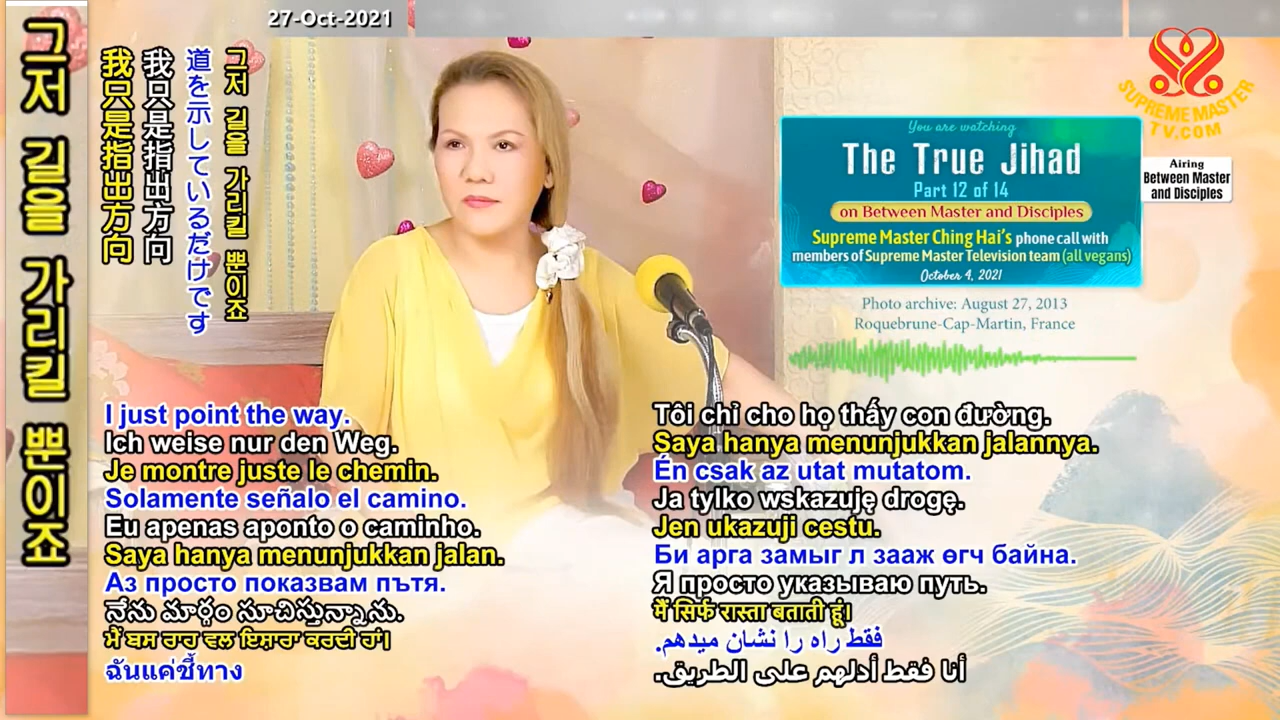 27-Oct-2021
그저 길을 가리킬 뿐이죠
我只是指出方向
我只是指出方向
道を示しているだけです
그저 길을 가리킬 뿐이죠
SUPREME MASTER
TV.COM
You are watching
The True Jihad
Part 12 of 14
on Between Master and Disciples
Supreme Master Ching Hai's phone call with
members of Supreme Master Television team (all vegans)
October 4, 2021
Airing
Between Master
and Disciples
Photo archive: August 27, 2013
Roquebrune-Cap-Martin, France
I just point the way.
Ich weise nur den Weg.
Je montre juste le chemin.
Solamente señalo el camino.
Eu apenas aponto o caminho.
Saya hanya menunjukkan jalan.
Аз просто показвам пътя.
నేను మార్గం సూచిస్తున్నాను.
ਮੈਂ ਬਸ ਰਾਹ ਵਲ ਇਸ਼ਾਰਾ ਕਰਦੀ ਹਾਂ।
ฉันแค่ชี้ทาง
Tôi chỉ cho họ thấy con đường.
Saya hanya menunjukkan jalannya.
Én csak az utat mutatom.
Ja tylko wskazuję drogę.
Jen ukazuji cestu.
Би арга замыг л зааж өгч байна.
Я просто указываю путь.
मैं सिर्फ रास्ता बताती हूं।
فقط راه را نشان میدهم.
أنا فقط أدلهم على الطريق.